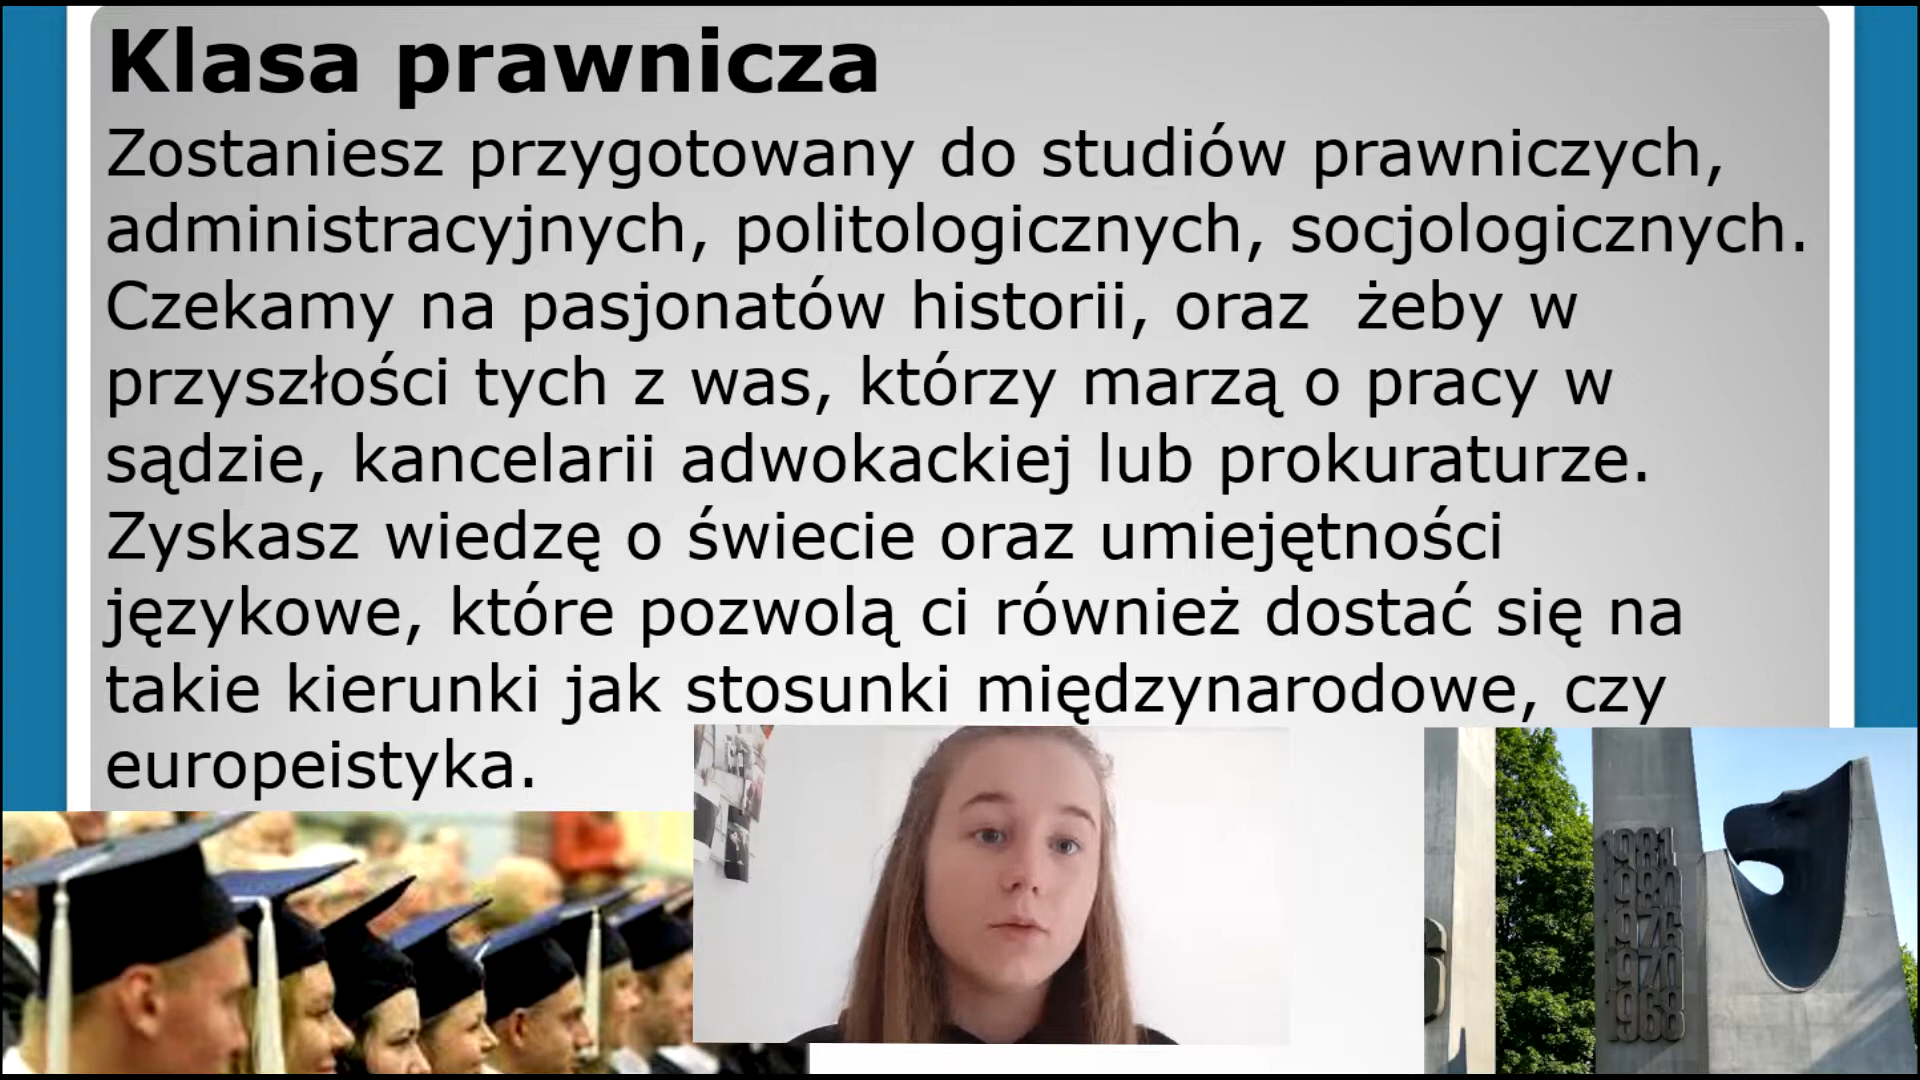 Klasa prawnicza
Zostaniesz przygotowany do studiów prawniczych,
administracyjnych, politologicznych, socjologicznych.
Czekamy na pasjonatów historii, oraz  żeby w
przyszłości tych z was, którzy marzą o pracy w
sądzie, kancelarii adwokackiej lub prokuraturze.
Zyskasz wiedzę o świecie oraz umiejętności
językowe, które pozwolą ci również dostać się na
takie kierunki jak stosunki międzynarodowe, czy
europeistyka.
1981
1980
1976
1970
1968